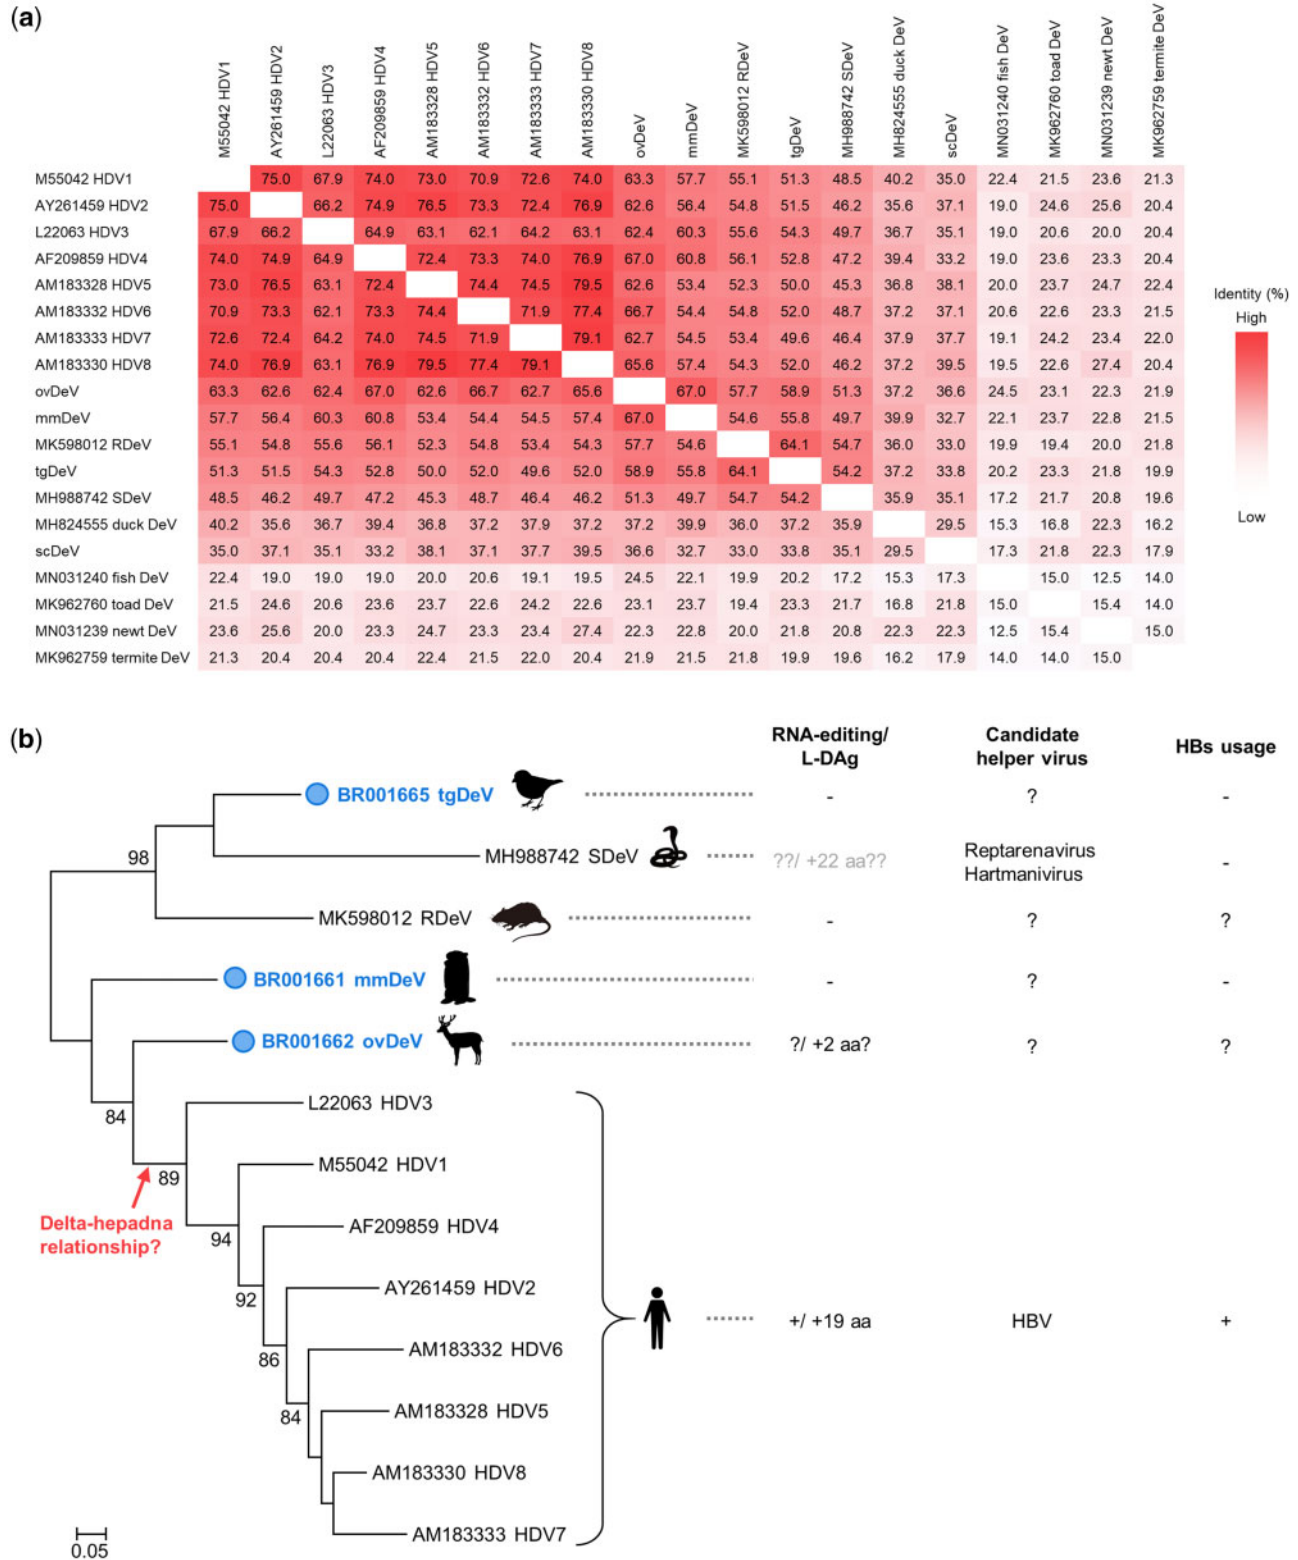 (a)
M55042 HDV1 AY261459 HDV2 L22063 HDV3 AF209859 HDV4 AM183328 HDV5 AM183332 HDV6 AM183333 HDV7 AM183330 HDV8 ovDeV mmDeV MK598012 RDeV tgDeV MH988742 SDeV MH824555 duck DeV scDeV MN031240 fish DeV MK962760 toad DeV MN031239 newt DeV MK962759 termite DeV
M55042 HDV1 75.0 67.9 74.0 73.0 70.9 72.6 74.0 63.3 57.7 55.1 51.3 48.5 40.2 35.0 22.4 21.5 23.6 21.3
AY261459 HDV2 75.0 66.2 74.9 76.5 73.3 72.4 76.9 62.6 56.4 54.8 51.5 46.2 35.6 37.1 19.0 24.6 25.6 20.4
L22063 HDV3 67.9 66.2 64.9 63.1 62.1 64.2 63.1 62.4 60.3 55.6 54.3 49.7 36.7 35.1 19.0 20.6 20.0 20.4
AF209859 HDV4 74.0 74.9 64.9 72.4 73.3 74.0 76.9 67.0 60.8 56.1 52.8 47.2 39.4 33.2 19.0 23.6 23.3 20.4
AM183328 HDV5 73.0 76.5 63.1 72.4 74.4 74.5 79.5 62.6 53.4 52.3 50.0 45.3 36.8 38.1 20.0 23.7 24.7 22.4
AM183332 HDV6 70.9 73.3 62.1 73.3 74.4 71.9 77.4 66.7 54.4 54.8 52.0 48.7 37.2 37.1 20.6 22.6 23.3 21.5
AM183333 HDV7 72.6 72.4 64.2 74.0 74.5 71.9 79.1 62.7 54.5 53.4 49.6 46.4 37.9 37.7 19.1 24.2 23.4 22.0
AM183330 HDV8 74.0 76.9 63.1 76.9 79.5 77.4 79.1 65.6 57.4 54.3 52.0 46.2 37.2 39.5 19.5 22.6 27.4 20.4
ovDeV 63.3 62.6 62.4 67.0 62.6 66.7 62.7 65.6 67.0 57.7 58.9 51.3 37.2 36.6 24.5 23.1 22.3 21.9
mmDeV 57.7 56.4 60.3 60.8 53.4 54.4 54.5 57.4 67.0 54.6 55.8 49.7 39.9 32.7 22.1 23.7 22.8 21.5
MK598012 RDeV 55.1 54.8 55.6 56.1 52.3 54.8 53.4 54.3 57.7 54.6 64.1 54.7 36.0 33.0 19.9 19.4 20.0 21.8
tgDeV 51.3 51.5 54.3 52.8 50.0 52.0 49.6 52.0 58.9 55.8 64.1 54.2 37.2 33.8 20.2 23.3 21.8 19.9
MH988742 SDeV 48.5 46.2 49.7 47.2 45.3 48.7 46.4 46.2 51.3 49.7 54.7 54.2 35.9 35.1 17.2 21.7 20.8 19.6
MH824555 duck DeV 40.2 35.6 36.7 39.4 36.8 37.2 37.9 37.2 37.2 39.9 36.0 37.2 35.9 29.5 15.3 16.8 22.3 16.2
scDeV 35.0 37.1 35.1 33.2 38.1 37.1 37.7 39.5 36.6 32.7 33.0 33.8 35.1 29.5 17.3 21.8 22.3 17.9
MN031240 fish DeV 22.4 19.0 19.0 19.0 20.0 20.6 19.1 19.5 24.5 22.1 19.9 20.2 17.2 15.3 17.3 15.0 12.5 14.0
MK962760 toad DeV 21.5 24.6 20.6 23.6 23.7 22.6 24.2 22.6 23.1 23.7 19.4 23.3 21.7 16.8 21.8 15.0 15.4 14.0
MN031239 newt DeV 23.6 25.6 20.0 23.3 24.7 23.3 23.4 27.4 22.3 22.8 20.0 21.8 20.8 22.3 22.3 12.5 15.4 15.0
MK962759 termite DeV 21.3 20.4 20.4 20.4 22.4 21.5 22.0 20.4 21.9 21.5 21.8 19.9 19.6 16.2 17.9 14.0 14.0 15.0
Identity (%)
High
Low
(b)
RNA-editing/
L-DAg
Candidate
helper virus
HBs usage
BR001665 tgDeV - ? -
98
MH988742 SDeV ??/ +22 aa?? Reptarenavirus
Hartmanivirus -
MK598012 RDeV - ? ?
BR001661 mmDeV - ? -
BR001662 ovDeV ?/ +2 aa? ? ?
84
L22063 HDV3
89
M55042 HDV1
Delta-hepadna
relationship?
94
AF209859 HDV4
92
AY261459 HDV2
+/ +19 aa HBV +
86
AM183332 HDV6
84
AM183328 HDV5
AM183330 HDV8
AM183333 HDV7
0.05